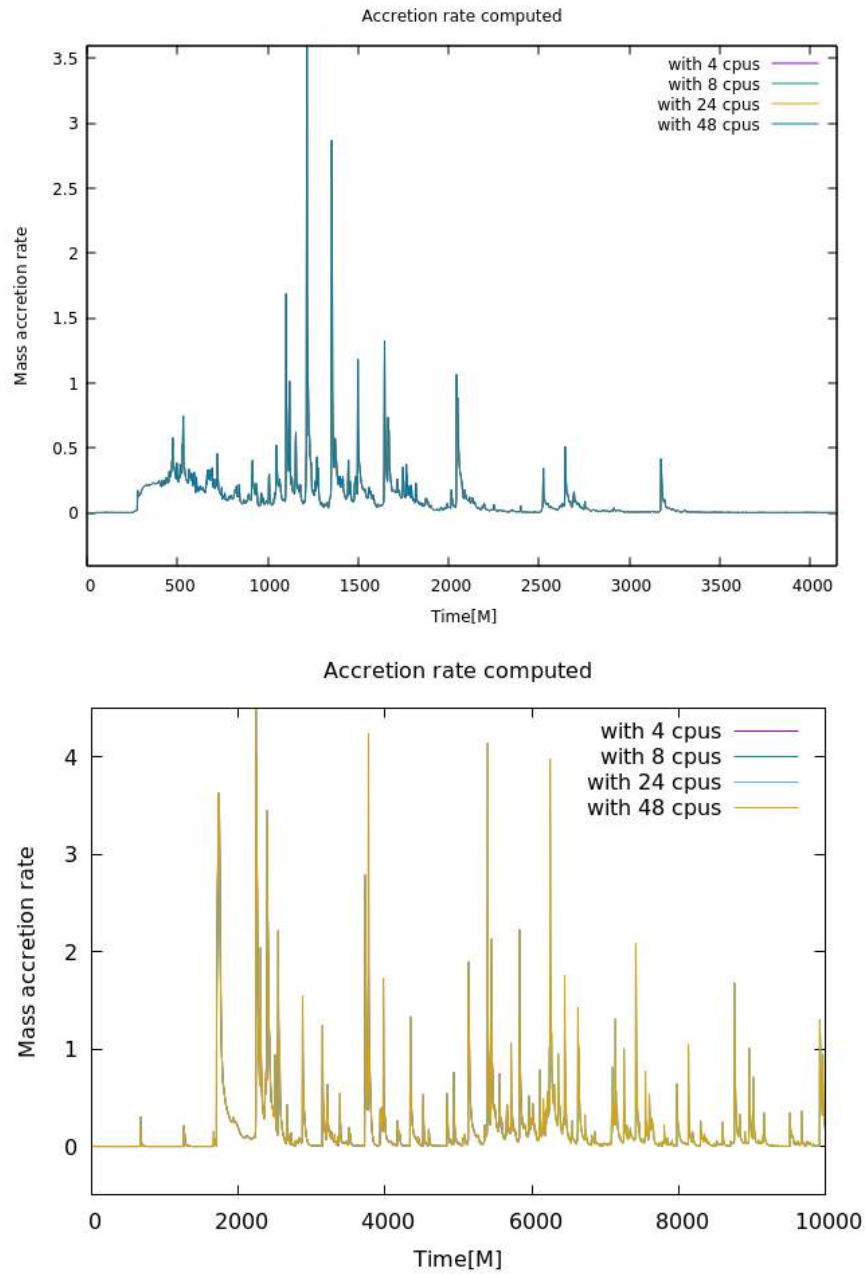 Accretion rate computed
3.5
3
2.5
2
1.5
1
0.5
0
Mass accretion rate
with 4 cpus
with 8 cpus
with 24 cpus
with 48 cpus
0 500 1000 1500 2000 2500 3000 3500 4000
Time[M]
Accretion rate computed
4
3
2
1
0
Mass accretion rate
with 4 cpus
with 8 cpus
with 24 cpus
with 48 cpus
0 2000 4000 6000 8000 10000
Time[M]